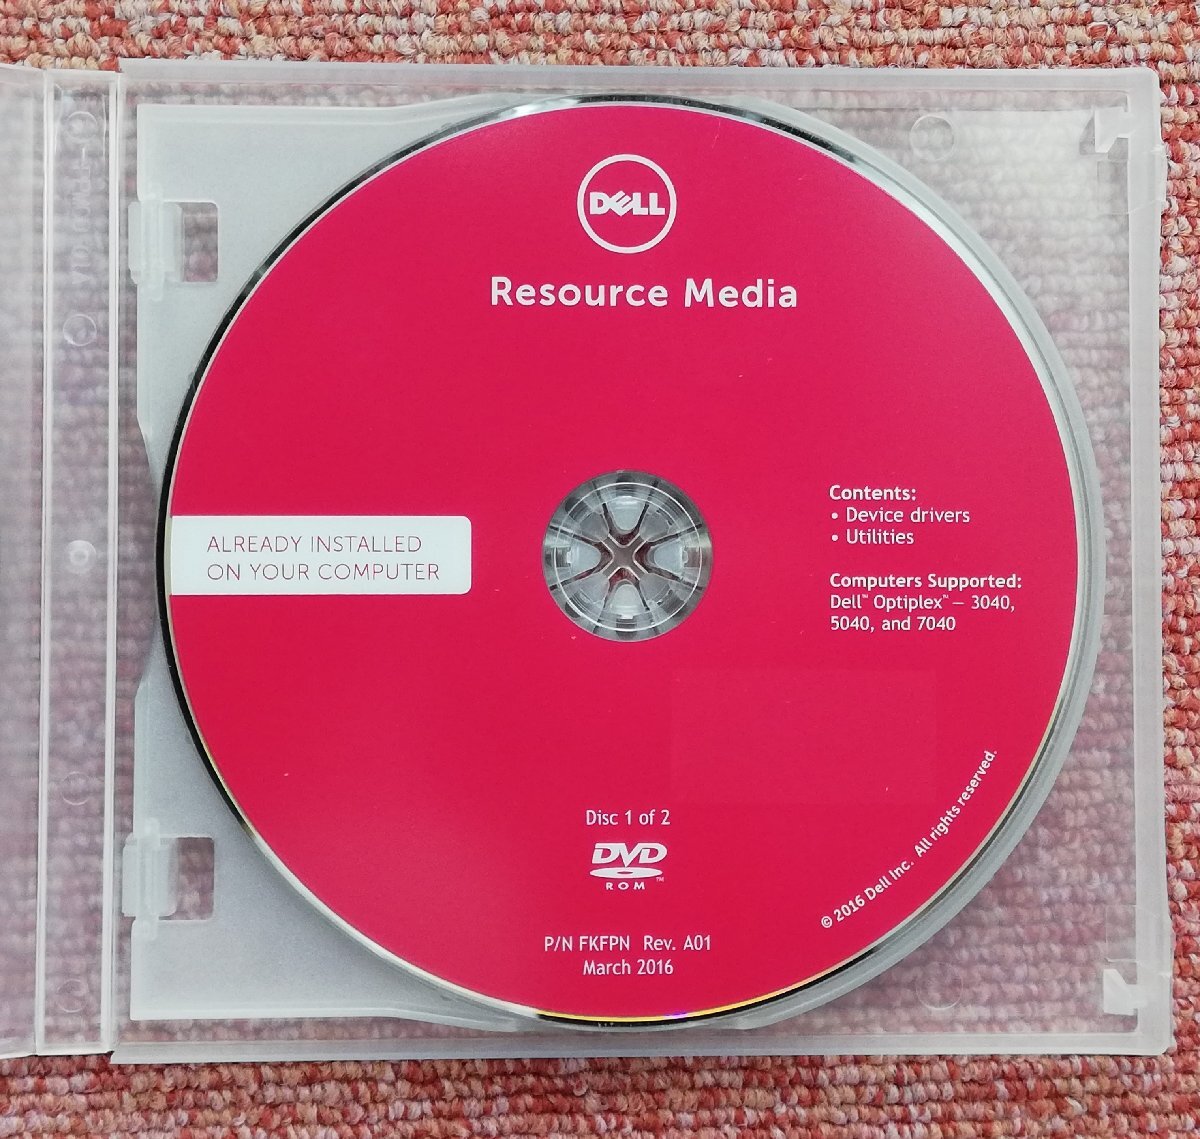 DELL
Resource Media
ALREADY INSTALLED
ON YOUR COMPUTER
Contents:
• Device drivers
• Utilities
Computers Supported:
Dell™ Optiplex™ – 3040,
5040, and 7040
Disc 1 of 2
DVD
ROM™
P/N FKFPN Rev. A01
March 2016
© 2016 Dell Inc. All rights reserved.